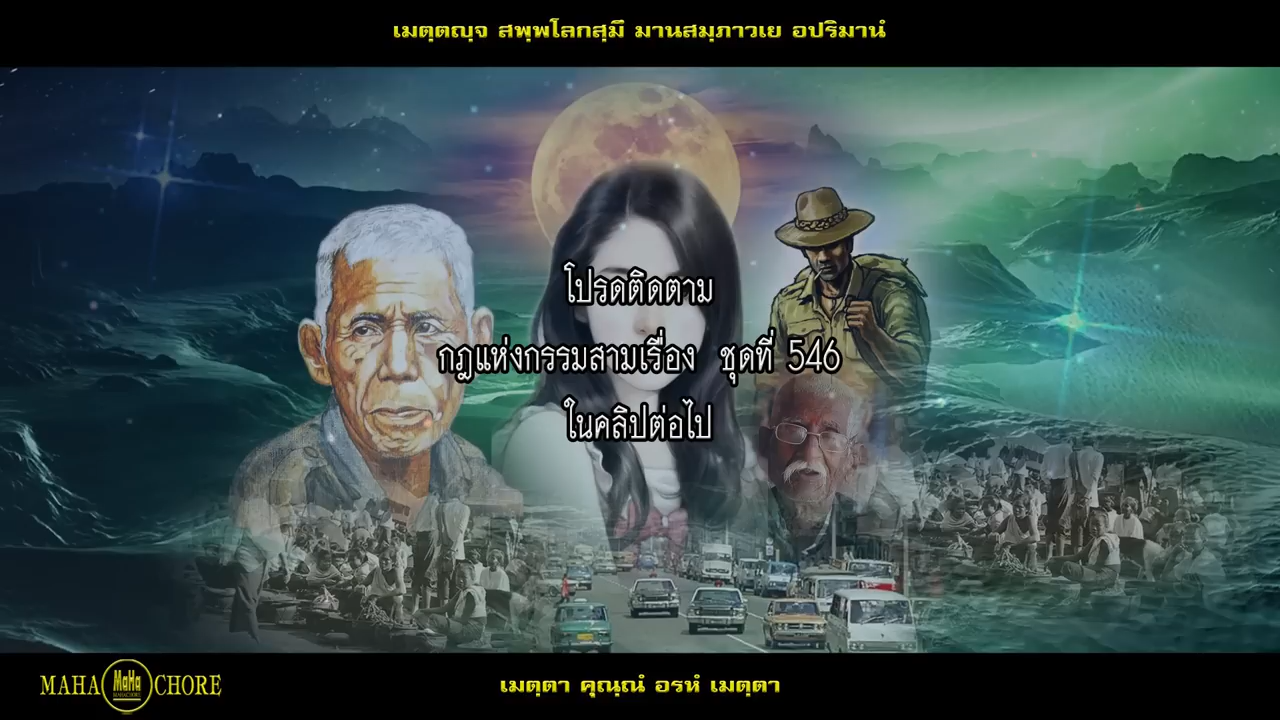 เมตฺตญฺจ สพฺพโลกสฺมึ มานสมฺภาวเย อปริมานํ
โปรดติดตาม
กฎแห่งกรรมสามเรื่อง ชุดที่ 546
ในคลิปต่อไป
MAHA MaHa CHORE
MAHACHORE
เมตฺตา คุณฺณํ อรหํ เมตฺตา